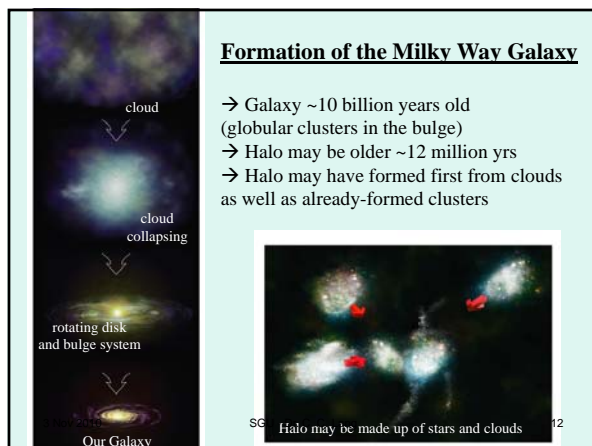 Formation of the Milky Way Galaxy
→ Galaxy ~10 billion years old
(globular clusters in the bulge)
→ Halo may be older ~12 million yrs
→ Halo may have formed first from clouds
as well as already-formed clusters
cloud
cloud
collapsing
rotating disk
and bulge system
Our Galaxy
Halo may be made up of stars and clouds
12